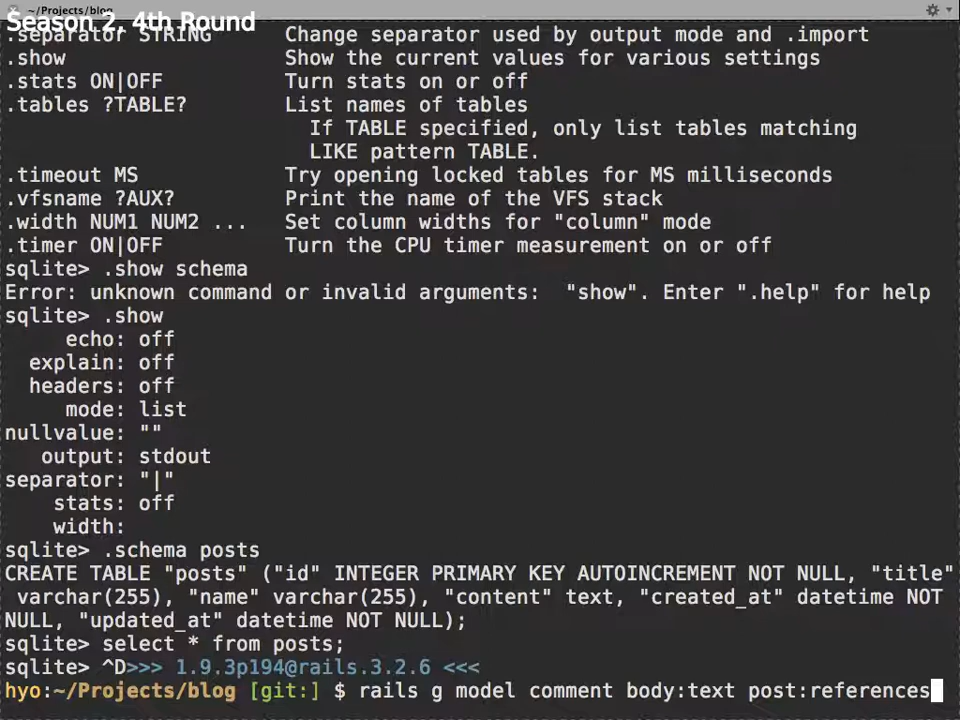 ~/Projects/blog
Season 2, 4th Round
.separator STRING Change separator used by output mode and .import
.show Show the current values for various settings
.stats ON|OFF Turn stats on or off
.tables ?TABLE? List names of tables
If TABLE specified, only list tables matching
LIKE pattern TABLE.
.timeout MS Try opening locked tables for MS milliseconds
.vfsname ?AUX? Print the name of the VFS stack
.width NUM1 NUM2 ... Set column widths for "column" mode
.timer ON|OFF Turn the CPU timer measurement on or off
sqlite> .show schema
Error: unknown command or invalid arguments:  "show". Enter ".help" for help
sqlite> .show
echo: off
explain: off
headers: off
mode: list
nullvalue: ""
output: stdout
separator: "|"
stats: off
width:
sqlite> .schema posts
CREATE TABLE "posts" ("id" INTEGER PRIMARY KEY AUTOINCREMENT NOT NULL, "title"
varchar(255), "name" varchar(255), "content" text, "created_at" datetime NOT
NULL, "updated_at" datetime NOT NULL);
sqlite> select * from posts;
sqlite> ^D>>> 1.9.3p194@rails.3.2.6 <<<
hyo:~/Projects/blog [git:] $ rails g model comment body:text post:references